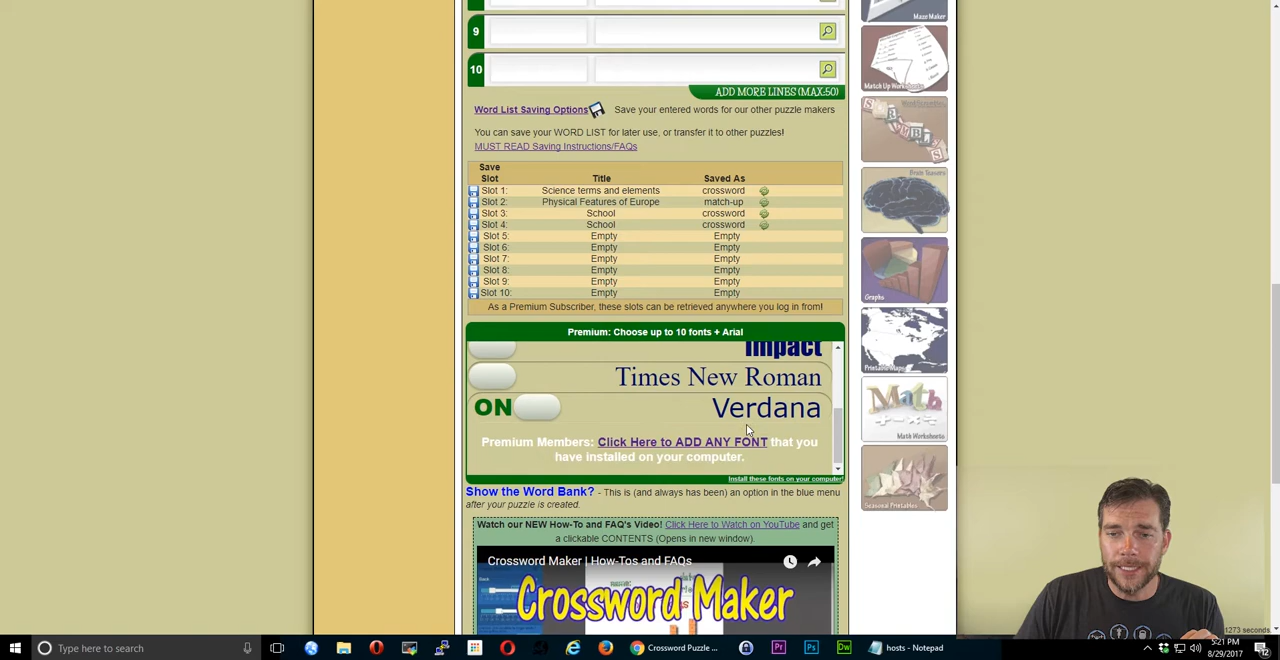 9
10
ADD MORE LINES (MAX:50)
Word List Saving Options Save your entered words for our other puzzle makers
You can save your WORD LIST for later use, or transfer it to other puzzles!
MUST READ Saving Instructions/FAQs
Save
Slot Title Saved As
Slot 1: Science terms and elements crossword
Slot 2: Physical Features of Europe match-up
Slot 3: School crossword
Slot 4: School crossword
Slot 5: Empty Empty
Slot 6: Empty Empty
Slot 7: Empty Empty
Slot 8: Empty Empty
Slot 9: Empty Empty
Slot 10: Empty Empty
As a Premium Subscriber, these slots can be retrieved anywhere you log in from!
Premium: Choose up to 10 fonts + Arial
Impact
Times New Roman
ON Verdana
Premium Members: Click Here to ADD ANY FONT that you
have installed on your computer.
Install these fonts on your computer!
Show the Word Bank? - This is (and always has been) an option in the blue menu
after your puzzle is created.
Watch our NEW How-To and FAQ's Video! Click Here to Watch on YouTube and get
a clickable CONTENTS (Opens in new window).
Crossword Maker | How-Tos and FAQs
Crossword Maker
Maze Maker
Match Up Worksheets
Brain Teasers
Graphs
Printable Maps
Math
Math Worksheets
Seasonal Printables
1273 seconds.
Type here to search
Crossword Puzzle ...
Pr
Ps
Dw
hosts - Notepad
5:21 PM
8/29/2017
12